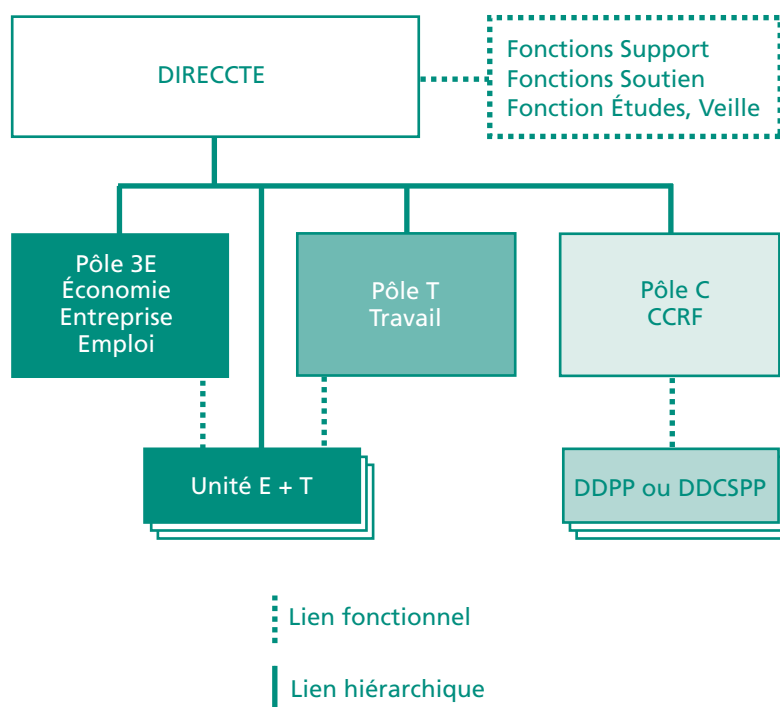 DIRECCTE
Fonctions Support
Fonctions Soutien
Fonction Études, Veille
Pôle 3E
Économie
Entreprise
Emploi
Pôle T
Travail
Pôle C
CCRF
Unité E + T
DDPP ou DDCSPP
Lien fonctionnel
Lien hiérarchique